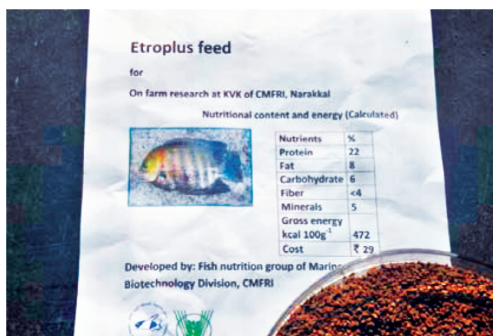 Etroplus feed
for
On farm research at KVK of CMFRI, Narakkal
Nutritional content and energy (Calculated)
Nutrients %
Protein 22
Fat 8
Carbohydrate 6
Fiber <4
Minerals 5
Gross energy
kcal 100g⁻¹ 472
Cost ₹ 29
Developed by: Fish nutrition group of Marine
Biotechnology Division, CMFRI